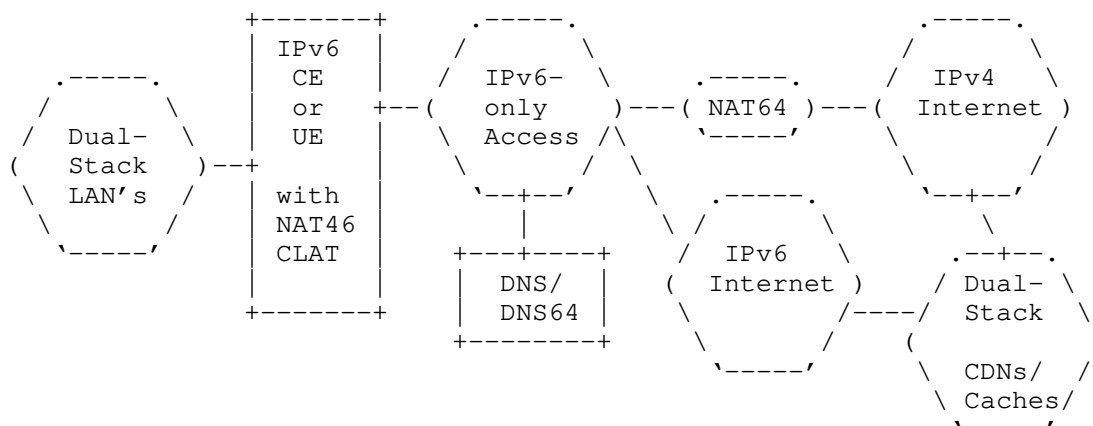 IPv6
CE
or
UE
with
NAT46
CLAT
Dual-
Stack
LAN's
IPv6-
only
Access
NAT64
IPv4
Internet
DNS/
DNS64
IPv6
Internet
Dual-
Stack
CDNs/
Caches